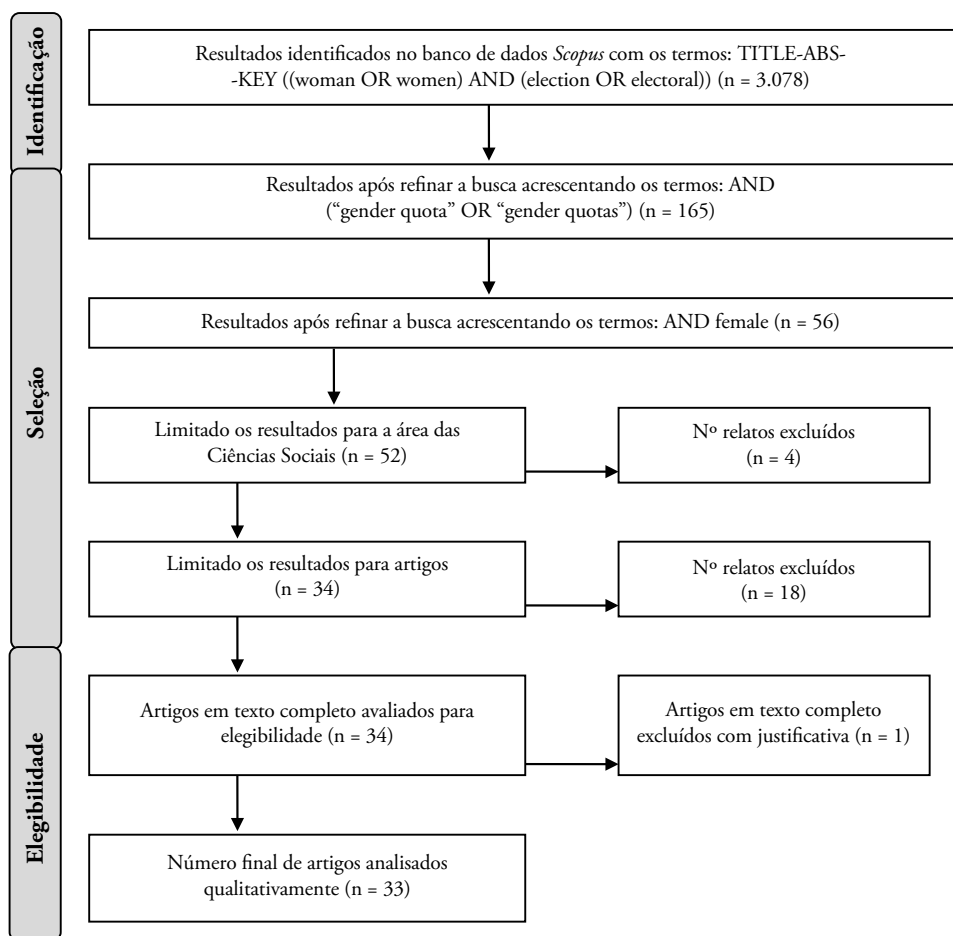 Identificação
Resultados identificados no banco de dados Scopus com os termos: TITLE-ABS-
-KEY ((woman OR women) AND (election OR electoral)) (n = 3.078)
Seleção
Resultados após refinar a busca acrescentando os termos: AND
(“gender quota” OR “gender quotas”) (n = 165)
Resultados após refinar a busca acrescentando os termos: AND female (n = 56)
Limitado os resultados para a área das
Ciências Sociais (n = 52)
Nº relatos excluídos
(n = 4)
Limitado os resultados para artigos
(n = 34)
Nº relatos excluídos
(n = 18)
Elegibilidade
Artigos em texto completo avaliados para
elegibilidade (n = 34)
Artigos em texto completo
excluídos com justificativa (n = 1)
Número final de artigos analisados
qualitativamente (n = 33)